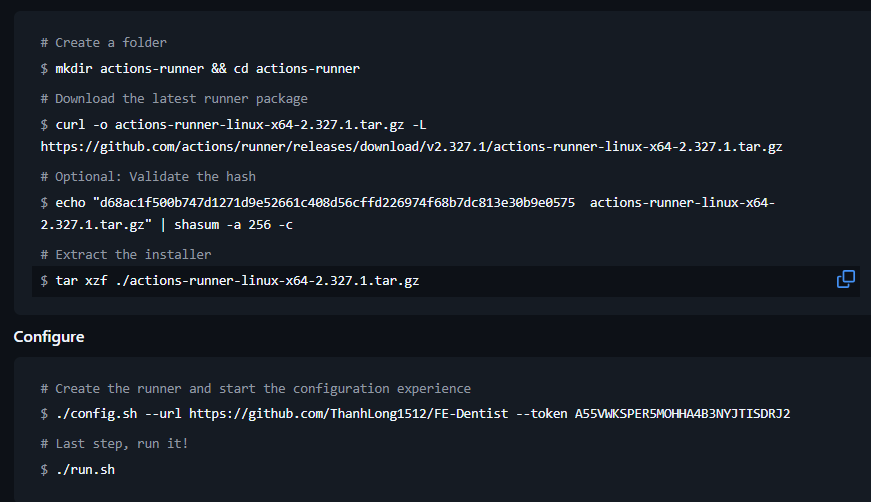 # Create a folder
$ mkdir actions-runner && cd actions-runner
# Download the latest runner package
$ curl -o actions-runner-linux-x64-2.327.1.tar.gz -L
https://github.com/actions/runner/releases/download/v2.327.1/actions-runner-linux-x64-2.327.1.tar.gz
# Optional: Validate the hash
$ echo "d68ac1f500b747d1271d9e52661c408d56cffd226974f68b7dc813e30b9e0575  actions-runner-linux-x64-
2.327.1.tar.gz" | shasum -a 256 -c
# Extract the installer
$ tar xzf ./actions-runner-linux-x64-2.327.1.tar.gz
Configure
# Create the runner and start the configuration experience
$ ./config.sh --url https://github.com/ThanhLong1512/FE-Dentist --token A55VWKSPER5MOHHA4B3NYJTISDRJ2
# Last step, run it!
$ ./run.sh